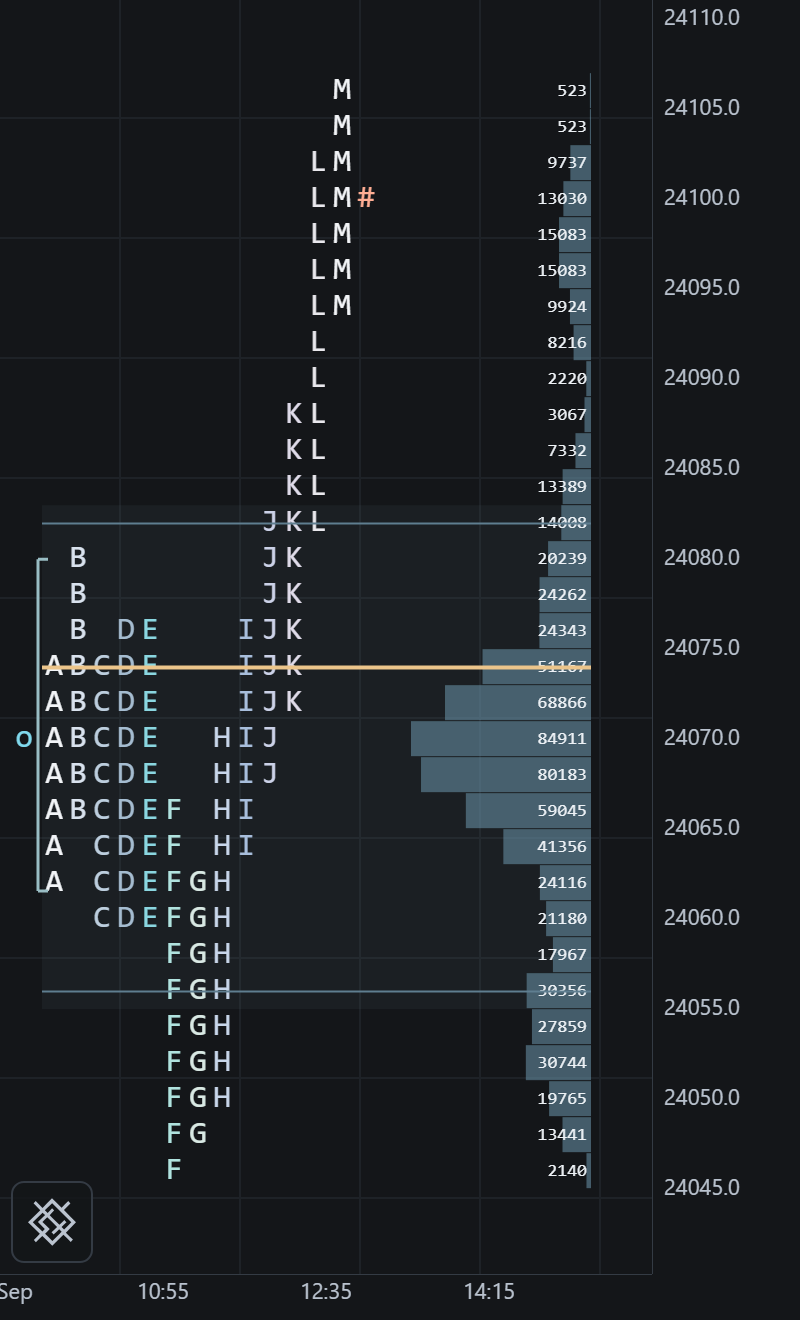 24110.0
M 523
24105.0
M 523
L M 9737
L M # 13030 24100.0
L M 15083
L M 15083
24095.0
L M 9924
L 8216
L 2220 24090.0
K L 3067
K L 7332
24085.0
K L 13389
J K L 14008
B J K 20239 24080.0
B J K 24262
B D E I J K 24343
24075.0
A B C D E I J K 51167
A B C D E I J K 68866
o A B C D E H I J 84911 24070.0
A B C D E H I J 80183
A B C D E F H I 59045
24065.0
A C D E F H I 41356
A C D E F G H 24116
C D E F G H 21180 24060.0
F G H 17967
F G H 30356
24055.0
F G H 27859
F G H 30744
F G H 19765 24050.0
F G 13441
F 2140
24045.0
Sep 10:55 12:35 14:15